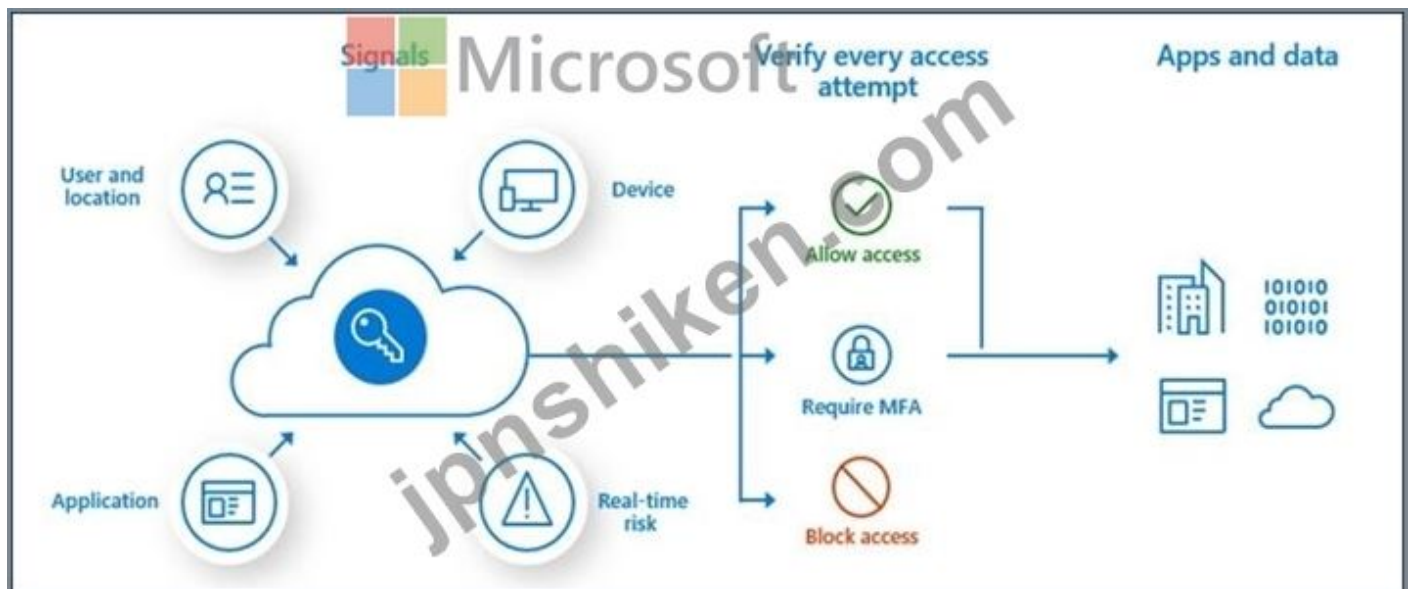 Signals
Microsoft
Verify every access
attempt
Apps and data
User and
location
Device
Allow access
101010
010101
101010
Require MFA
Application
Real-time
risk
Block access
jpnshiken.com